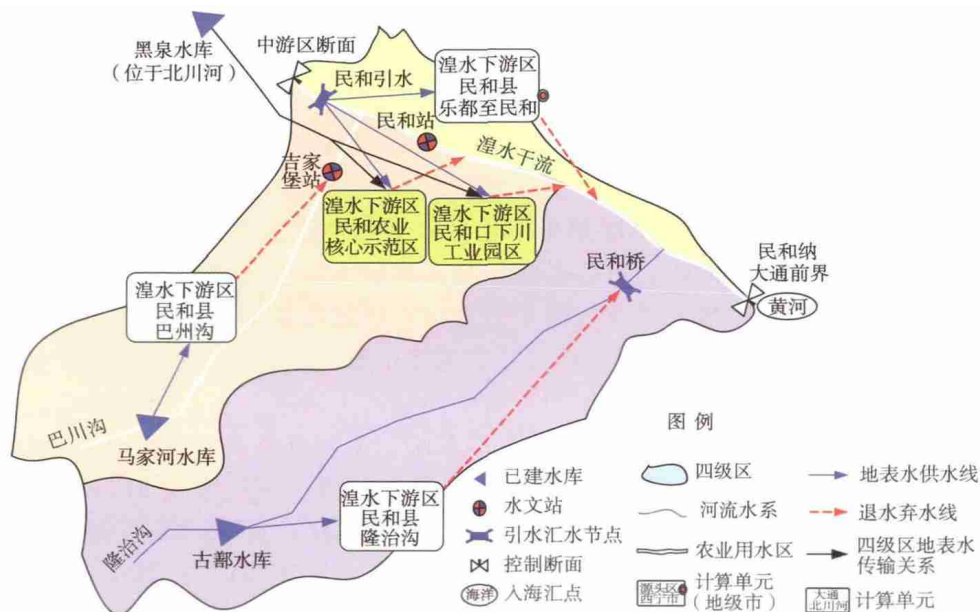 黑泉水库
（位于北川河）
中游区断面
民和引水
湟水下游区
民和县
乐都至民和
民和站
湟水干流
吉家
堡站
湟水下游区
民和农业
核心示范区
湟水下游区
民和口下川
工业园区
民和桥
民和纳
大通前界
黄河
湟水下游区
民和县
巴州沟
巴川沟
马家河水库
湟水下游区
民和县
隆治沟
隆治沟
古鄯水库
图例
已建水库
水文站
引水汇水节点
控制断面
海洋
入海汇点
四级区
河流水系
农业用水区
源头区
西宁市
计算单元
（地级市）
地表水供水线
退水弃水线
四级区地表水
传输关系
大通
北川河
计算单元